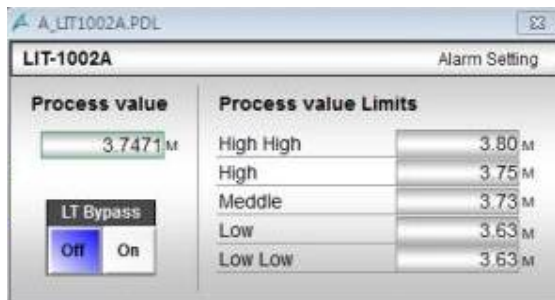 A_LIT1002A.PDL
LIT-1002A Alarm Setting
Process value
3.7471 M
LT Bypass
Off On
Process value Limits
High High 3.80 M
High 3.75 M
Meddle 3.73 M
Low 3.63 M
Low Low 3.63 M